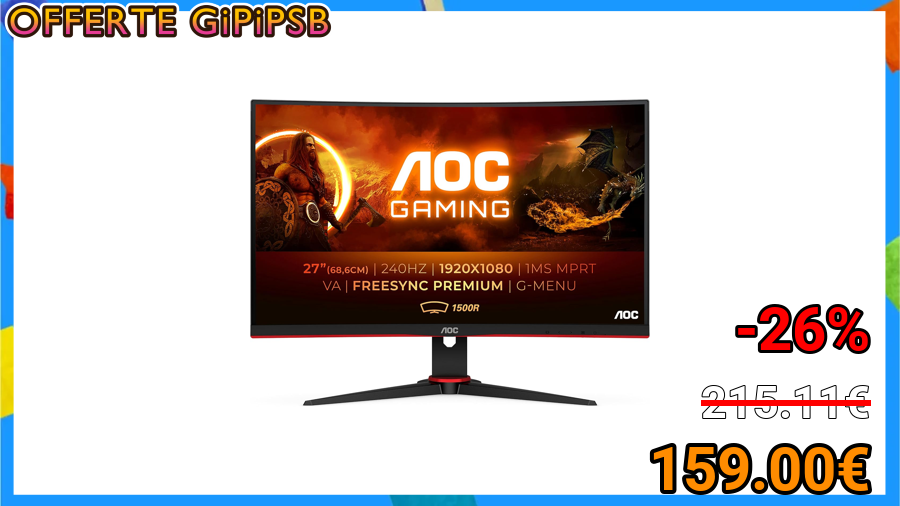 OFFERTE GiPiPSB
AOC
GAMING
27" (68,6CM) | 240HZ | 1920X1080 | 1MS MPRT
VA | FREESYNC PREMIUM | G-MENU
1500R
AOC
AOC
-26%
215.11€
159.00€